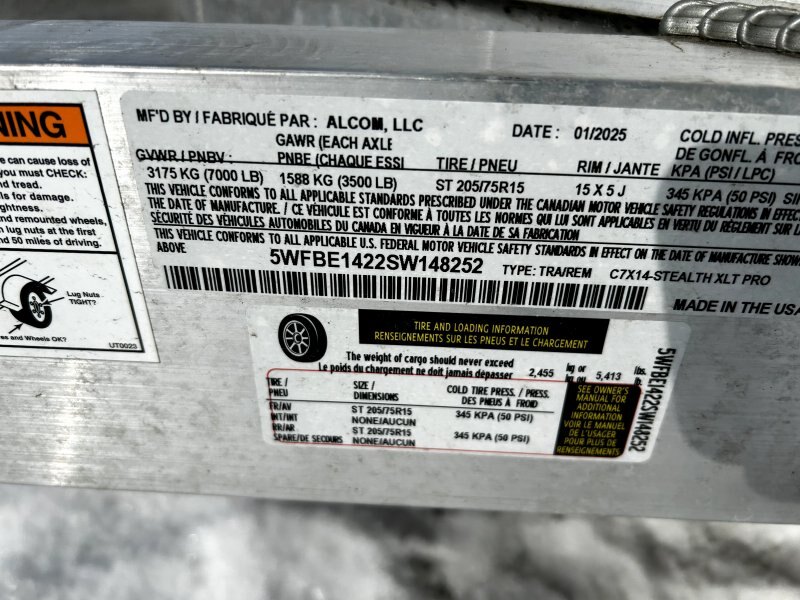 NING
e can cause loss of
you must CHECK:
nd tread.
ls for damage.
ghtness.
and remounted wheels,
n lug nuts at the first
nd 50 miles of driving.
Lug Nuts
TIGHT?
es and Wheels OK?
UT0023
MF'D BY / FABRIQUÉ PAR : ALCOM, LLC
DATE : 01/2025
COLD INFL. PRES
GVWR / PNBV : GAWR (EACH AXLE
PNBE (CHAQUE ESSI TIRE / PNEU RIM / JANTE DE GONFL. À FRO
KPA (PSI / LPC)
3175 KG (7000 LB) 1588 KG (3500 LB) ST 205/75R15 15 X 5 J 345 KPA (50 PSI) SIN
THIS VEHICLE CONFORMS TO ALL APPLICABLE STANDARDS PRESCRIBED UNDER THE CANADIAN MOTOR VEHICLE SAFETY REGULATIONS IN EFFECT
THE DATE OF MANUFACTURE. / CE VÉHICULE EST CONFORME À TOUTES LES NORMES QUI LUI SONT APPLICABLES EN VERTU DU RÈGLEMENT SUR
SÉCURITÉ DES VÉHICULES AUTOMOBILES DU CANADA EN VIGUEUR À LA DATE DE SA FABRICATION
THIS VEHICLE CONFORMS TO ALL APPLICABLE U.S. FEDERAL MOTOR VEHICLE SAFETY STANDARDS IN EFFECT ON THE DATE OF MANUFACTURE SHOW
ABOVE
5WFBE1422SW148252 TYPE: TRA/REM C7X14-STEALTH XLT PRO
MADE IN THE USA
TIRE AND LOADING INFORMATION
RENSEIGNEMENTS SUR LES PNEUS ET LE CHARGEMENT
The weight of cargo should never exceed
Le poids du chargement ne doit jamais dépasser 2,455 kg or
kg ou 5,413 lbs.
lb.
TIRE /
PNEU SIZE /
DIMENSIONS COLD TIRE PRESS. / PRESS.
DES PNEUS À FROID
FR/AV ST 205/75R15 345 KPA (50 PSI)
INT/INT NONE/AUCUN
RR/AR ST 205/75R15 345 KPA (50 PSI)
SPARE/DE SECOURS NONE/AUCUN
SEE OWNER'S
MANUAL FOR
ADDITIONAL
INFORMATION
VOIR LE MANUEL
DE L'USAGER
POUR PLUS DE
RENSEIGNEMENTS
5WFBE1422SW148252